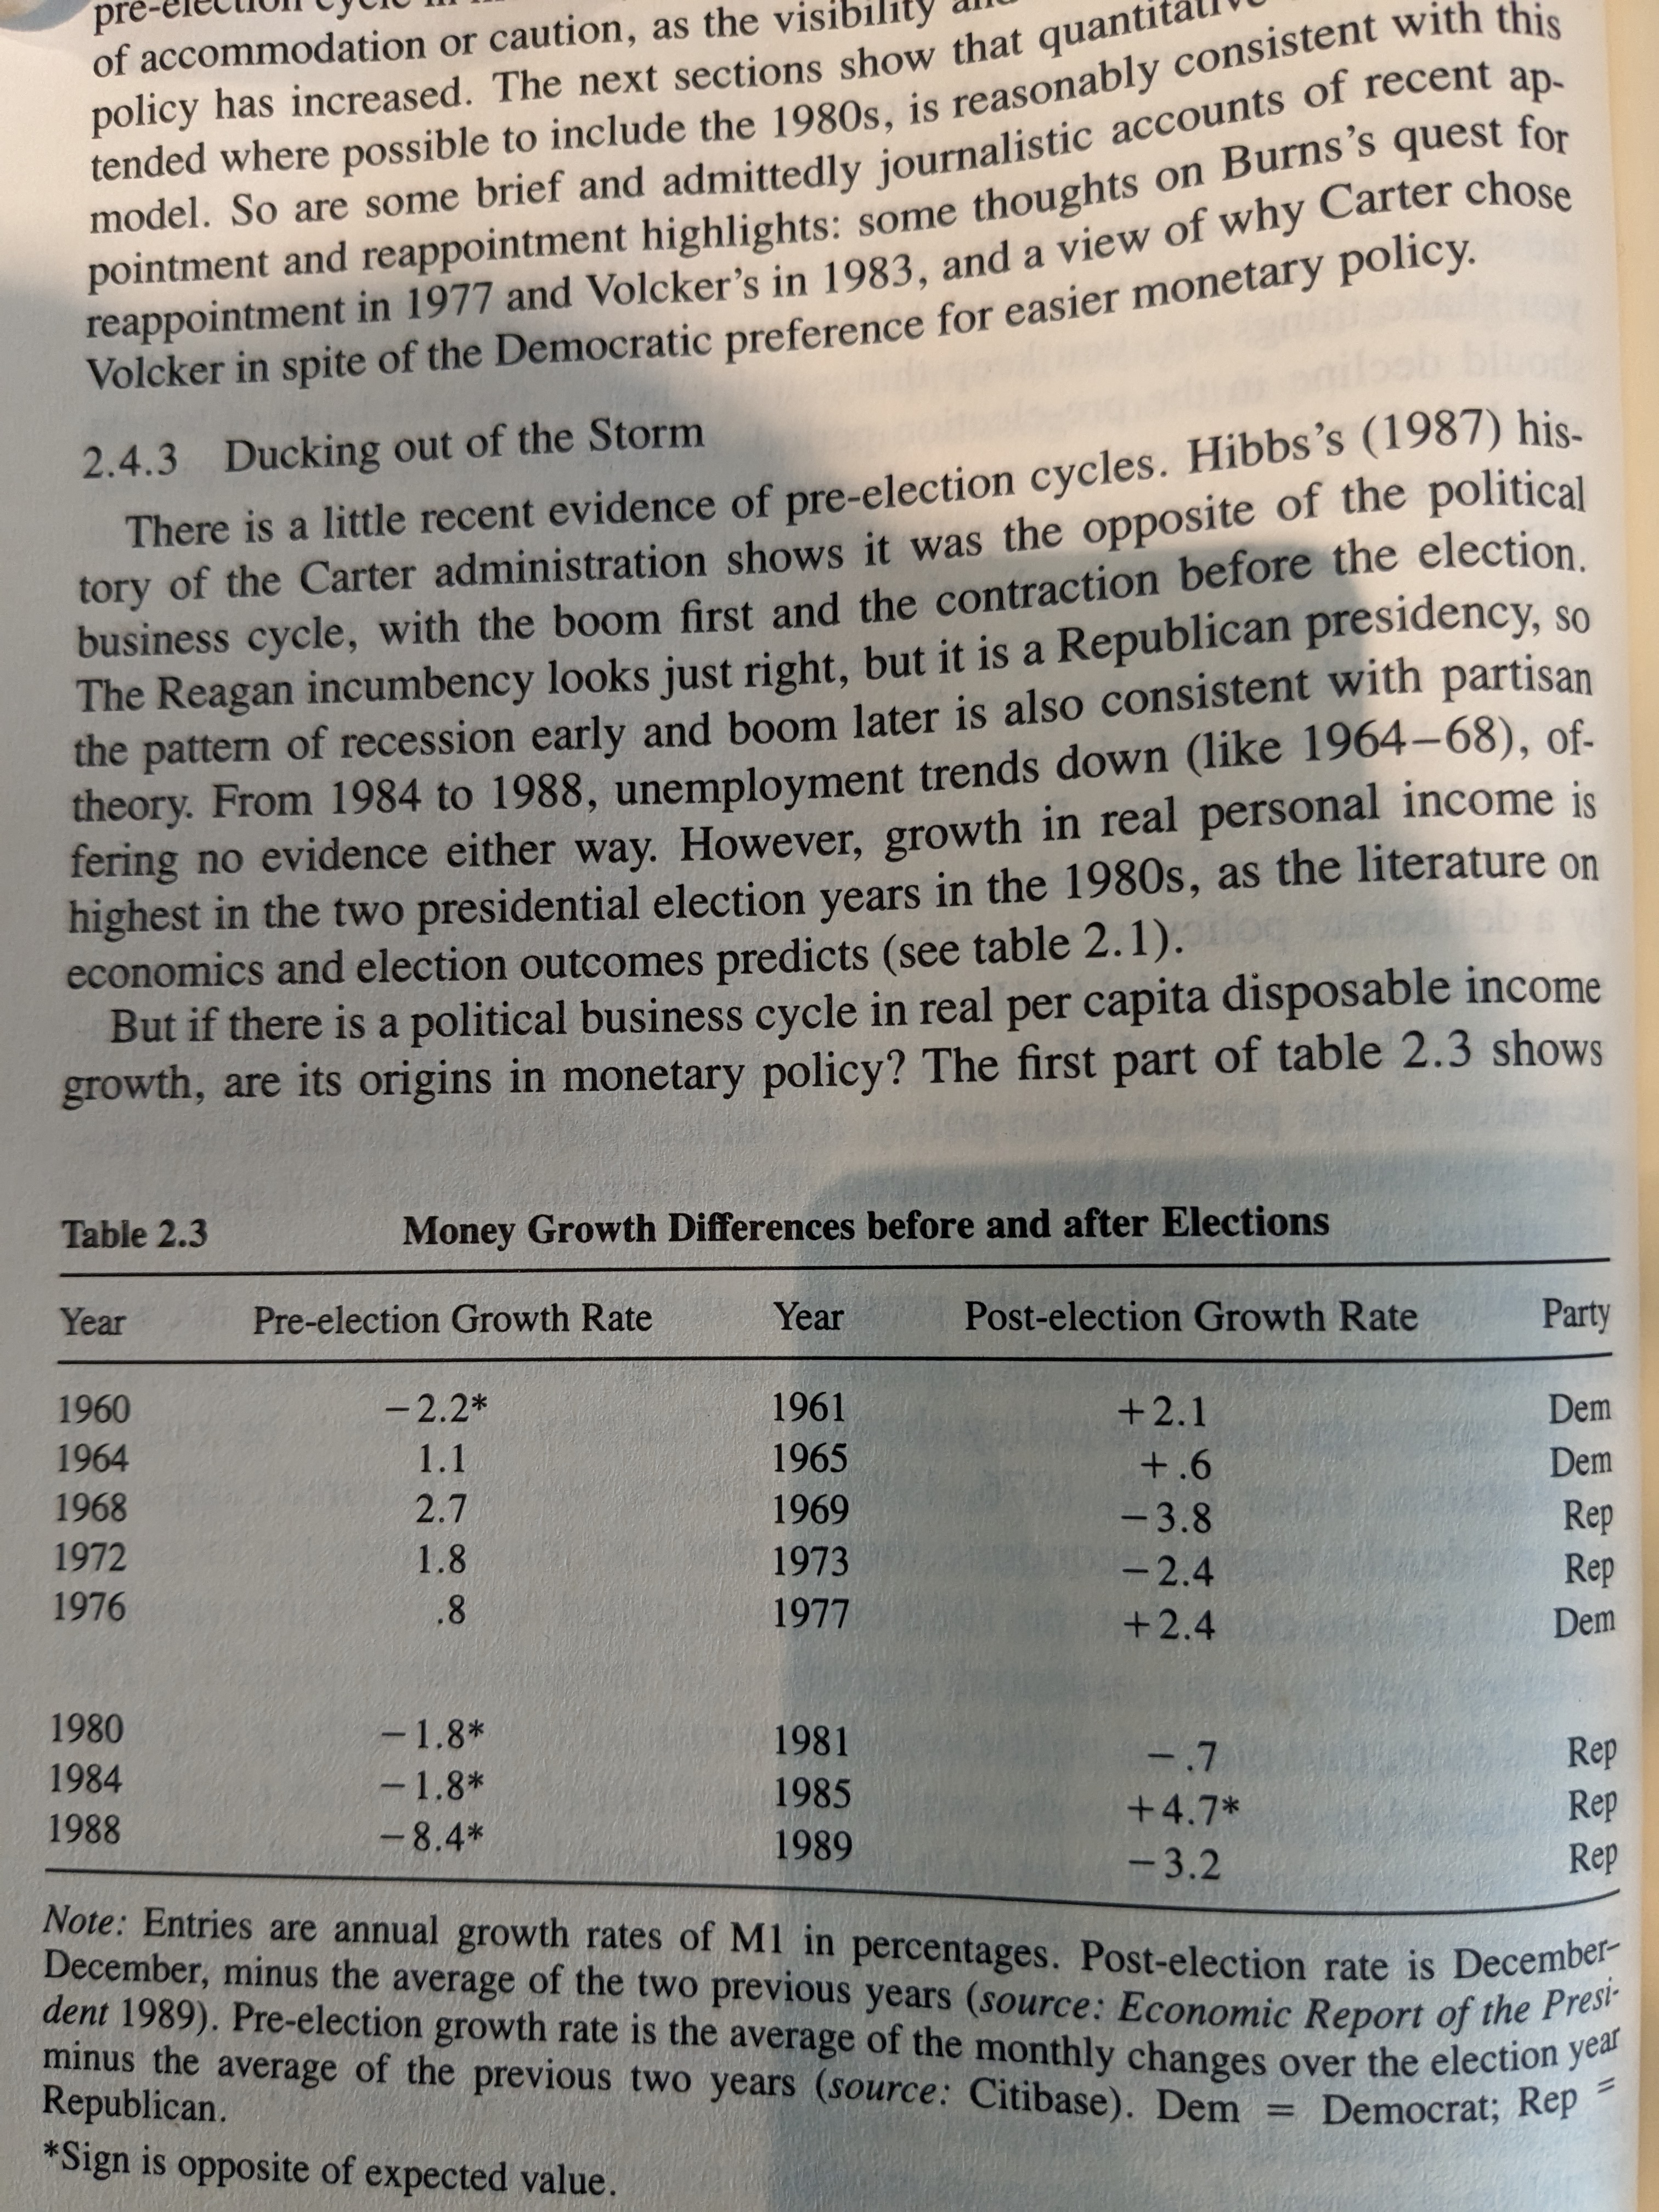 pre-election cycle in
of accommodation or caution, as the visibility
policy has increased. The next sections show that
tended where possible to include the 1980s, is reasonably consistent with this
model. So are some brief and admittedly journalistic accounts of recent ap-
pointment and reappointment highlights: some thoughts on Burns's quest for
reappointment in 1977 and Volcker's in 1983, and a view of why Carter chose
Volcker in spite of the Democratic preference for easier monetary policy.
2.4.3 Ducking out of the Storm
There is a little recent evidence of pre-election cycles. Hibbs's (1987) his-
tory of the Carter administration shows it was the opposite of the political
business cycle, with the boom first and the contraction before the election.
The Reagan incumbency looks just right, but it is a Republican presidency, so
the pattern of recession early and boom later is also consistent with partisan
theory. From 1984 to 1988, unemployment trends down (like 1964–68), of-
fering no evidence either way. However, growth in real personal income is
highest in the two presidential election years in the 1980s, as the literature on
economics and election outcomes predicts (see table 2.1).
But if there is a political business cycle in real per capita disposable income
growth, are its origins in monetary policy? The first part of table 2.3 shows
Table 2.3 Money Growth Differences before and after Elections
Year Pre-election Growth Rate Year Post-election Growth Rate Party
1960 −2.2* 1961 +2.1 Dem
1964 1.1 1965 +.6 Dem
1968 2.7 1969 −3.8 Rep
1972 1.8 1973 −2.4 Rep
1976 .8 1977 +2.4 Dem
1980 −1.8* 1981 −.7 Rep
1984 −1.8* 1985 +4.7* Rep
1988 −8.4* 1989 −3.2 Rep
Note: Entries are annual growth rates of M1 in percentages. Post-election rate is December-
December, minus the average of the two previous years (source: Economic Report of the Presi-
dent 1989). Pre-election growth rate is the average of the monthly changes over the election year
minus the average of the previous two years (source: Citibase). Dem = Democrat; Rep =
Republican.
*Sign is opposite of expected value.